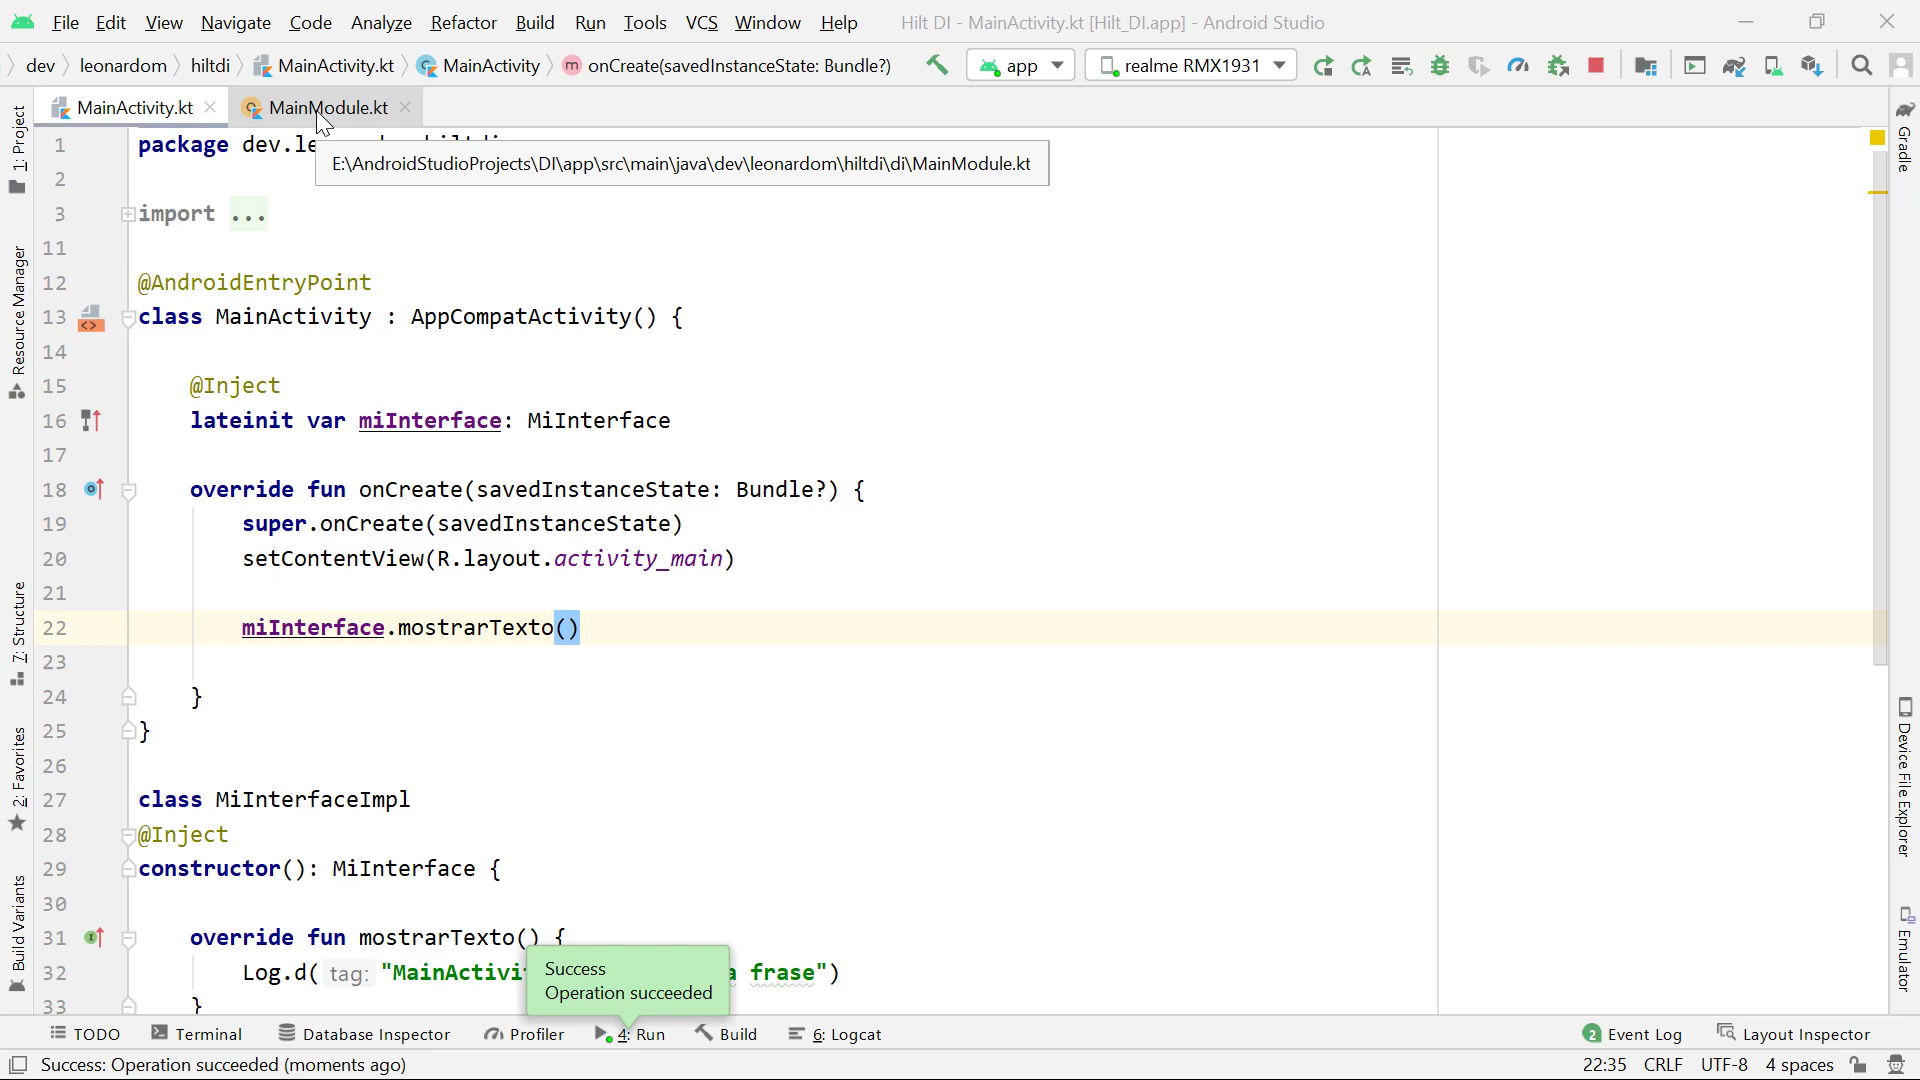 File Edit View Navigate Code Analyze Refactor Build Run Tools VCS Window Help Hilt DI - MainActivity.kt [Hilt_DI.app] - Android Studio
dev leonardom hiltdi MainActivity.kt MainActivity m onCreate(savedInstanceState: Bundle?) app realme RMX1931
MainActivity.kt MainModule.kt
1 package dev.le
E:\AndroidStudioProjects\DI\app\src\main\java\dev\leonardom\hiltdi\di\MainModule.kt
2
3 import ...
11
12 @AndroidEntryPoint
13 class MainActivity : AppCompatActivity() {
14
15 @Inject
16 lateinit var miInterface: MiInterface
17
18 override fun onCreate(savedInstanceState: Bundle?) {
19 super.onCreate(savedInstanceState)
20 setContentView(R.layout.activity_main)
21
22 miInterface.mostrarTexto()
23
24 }
25 }
26
27 class MiInterfaceImpl
28 @Inject
29 constructor(): MiInterface {
30
31 override fun mostrarTexto() {
32 Log.d( tag: "MainActivi frase")
33 }
Success
Operation succeeded
1: Project
Resource Manager
7: Structure
2: Favorites
Build Variants
Gradle
Device File Explorer
Emulator
TODO Terminal Database Inspector Profiler 4: Run Build 6: Logcat 2 Event Log Layout Inspector
Success: Operation succeeded (moments ago) 22:35 CRLF UTF-8 4 spaces